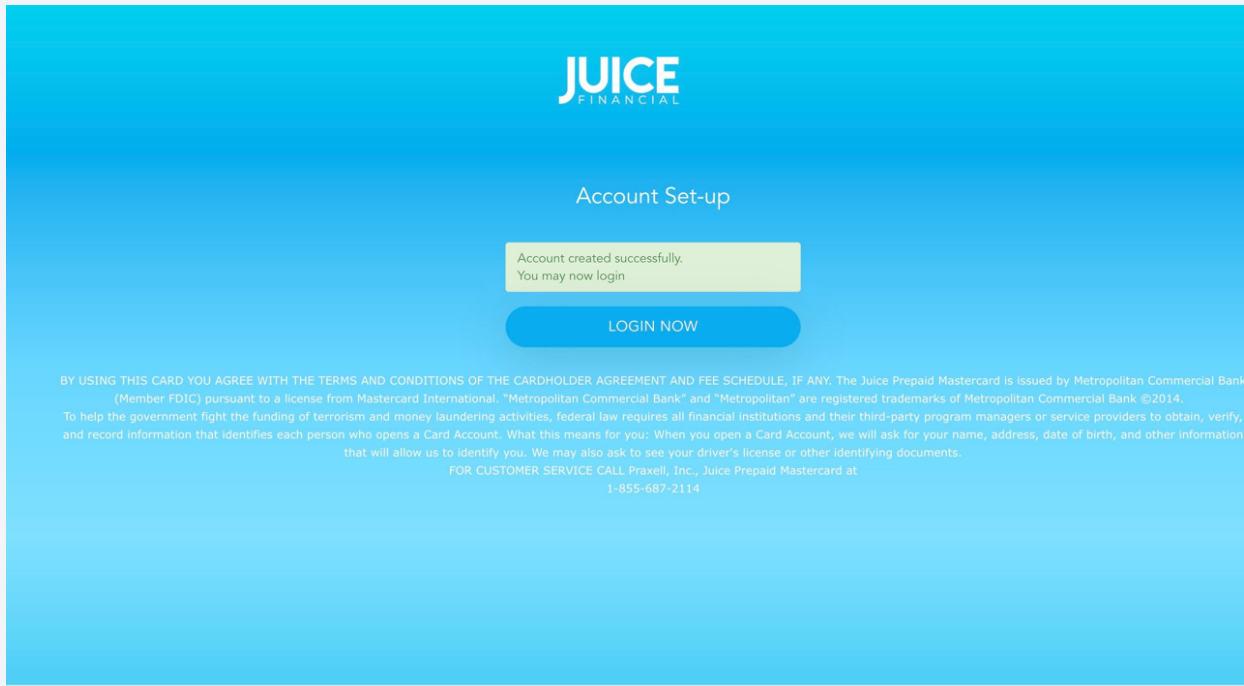 JUICE
FINANCIAL
Account Set-up
Account created successfully.
You may now login
LOGIN NOW
BY USING THIS CARD YOU AGREE WITH THE TERMS AND CONDITIONS OF THE CARDHOLDER AGREEMENT AND FEE SCHEDULE, IF ANY. The Juice Prepaid Mastercard is issued by Metropolitan Commercial Bank
(Member FDIC) pursuant to a license from Mastercard International. “Metropolitan Commercial Bank” and “Metropolitan” are registered trademarks of Metropolitan Commercial Bank ©2014.
To help the government fight the funding of terrorism and money laundering activities, federal law requires all financial institutions and their third-party program managers or service providers to obtain, verify,
and record information that identifies each person who opens a Card Account. What this means for you: When you open a Card Account, we will ask for your name, address, date of birth, and other information
that will allow us to identify you. We may also ask to see your driver’s license or other identifying documents.
FOR CUSTOMER SERVICE CALL Praxell, Inc., Juice Prepaid Mastercard at
1-855-687-2114